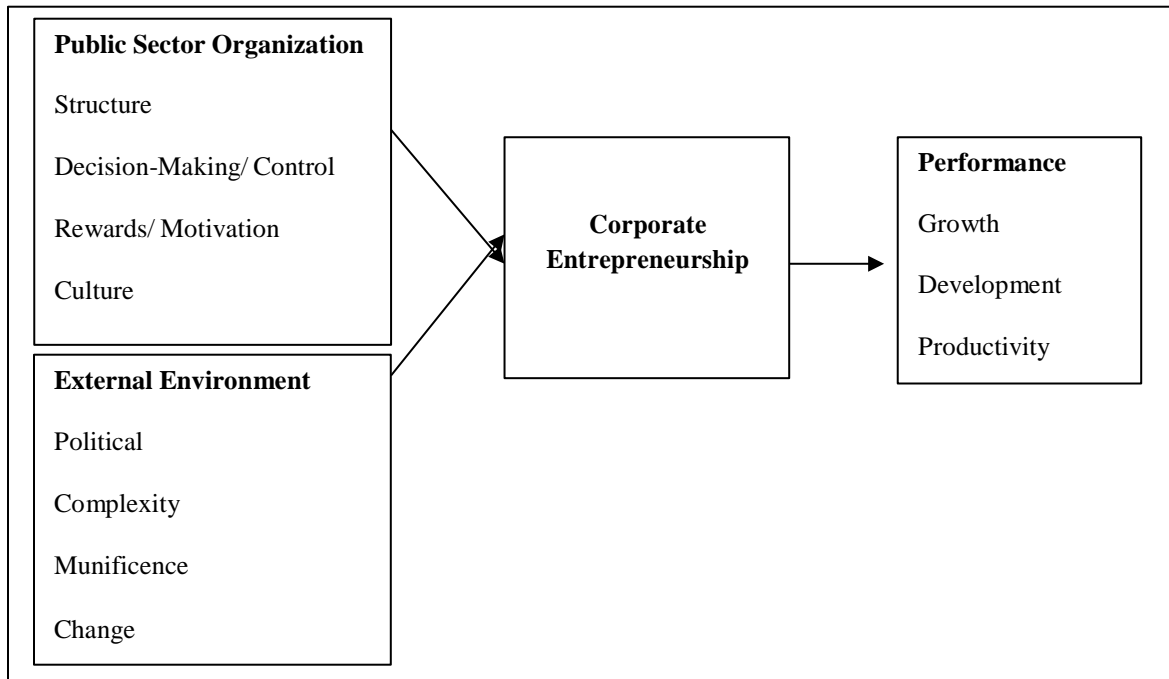 Public Sector Organization
Structure
Decision-Making/ Control
Rewards/ Motivation
Culture
External Environment
Political
Complexity
Munificence
Change
Corporate
Entrepreneurship
Performance
Growth
Development
Productivity